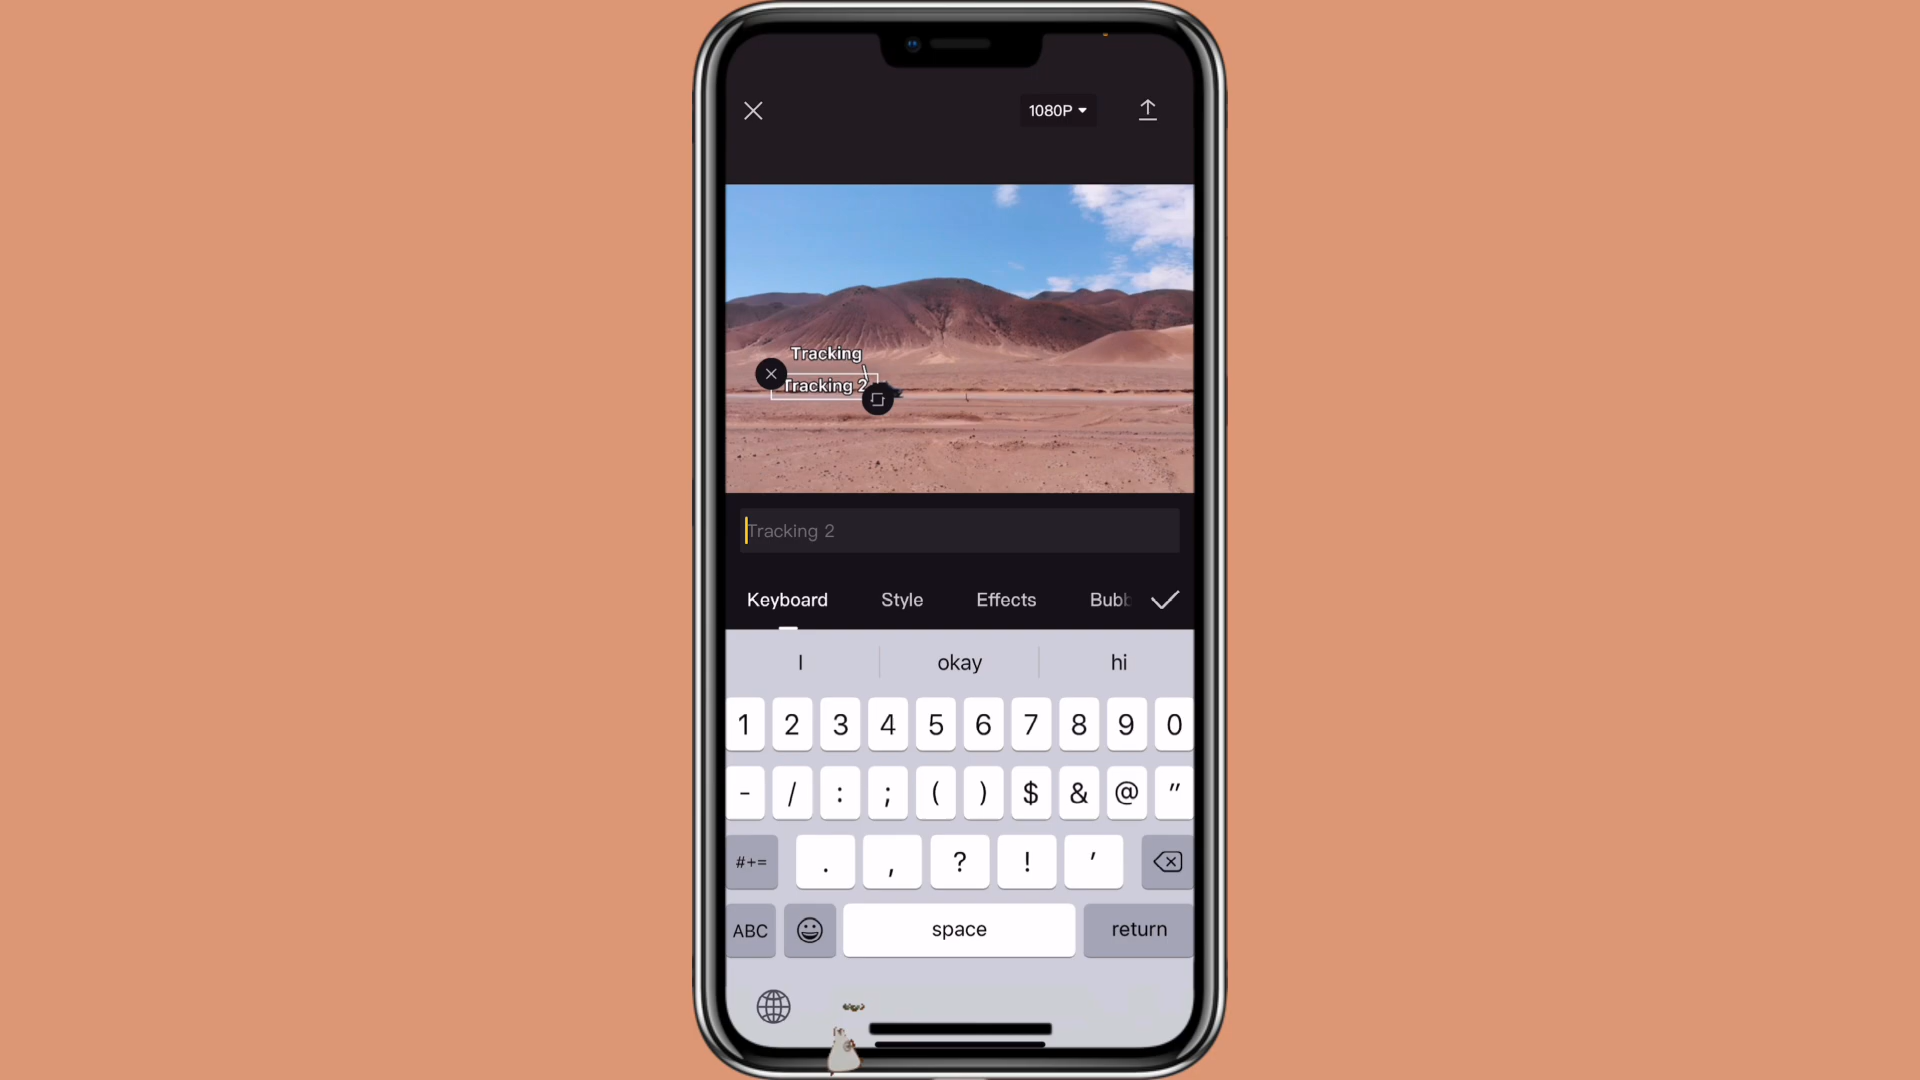 1080P
Tracking
Tracking 2
Tracking 2
Keyboard Style Effects Bubb
I okay hi
1 2 3 4 5 6 7 8 9 0
- / : ; ( ) $ & @ "
#+= . , ? ! '
ABC space return